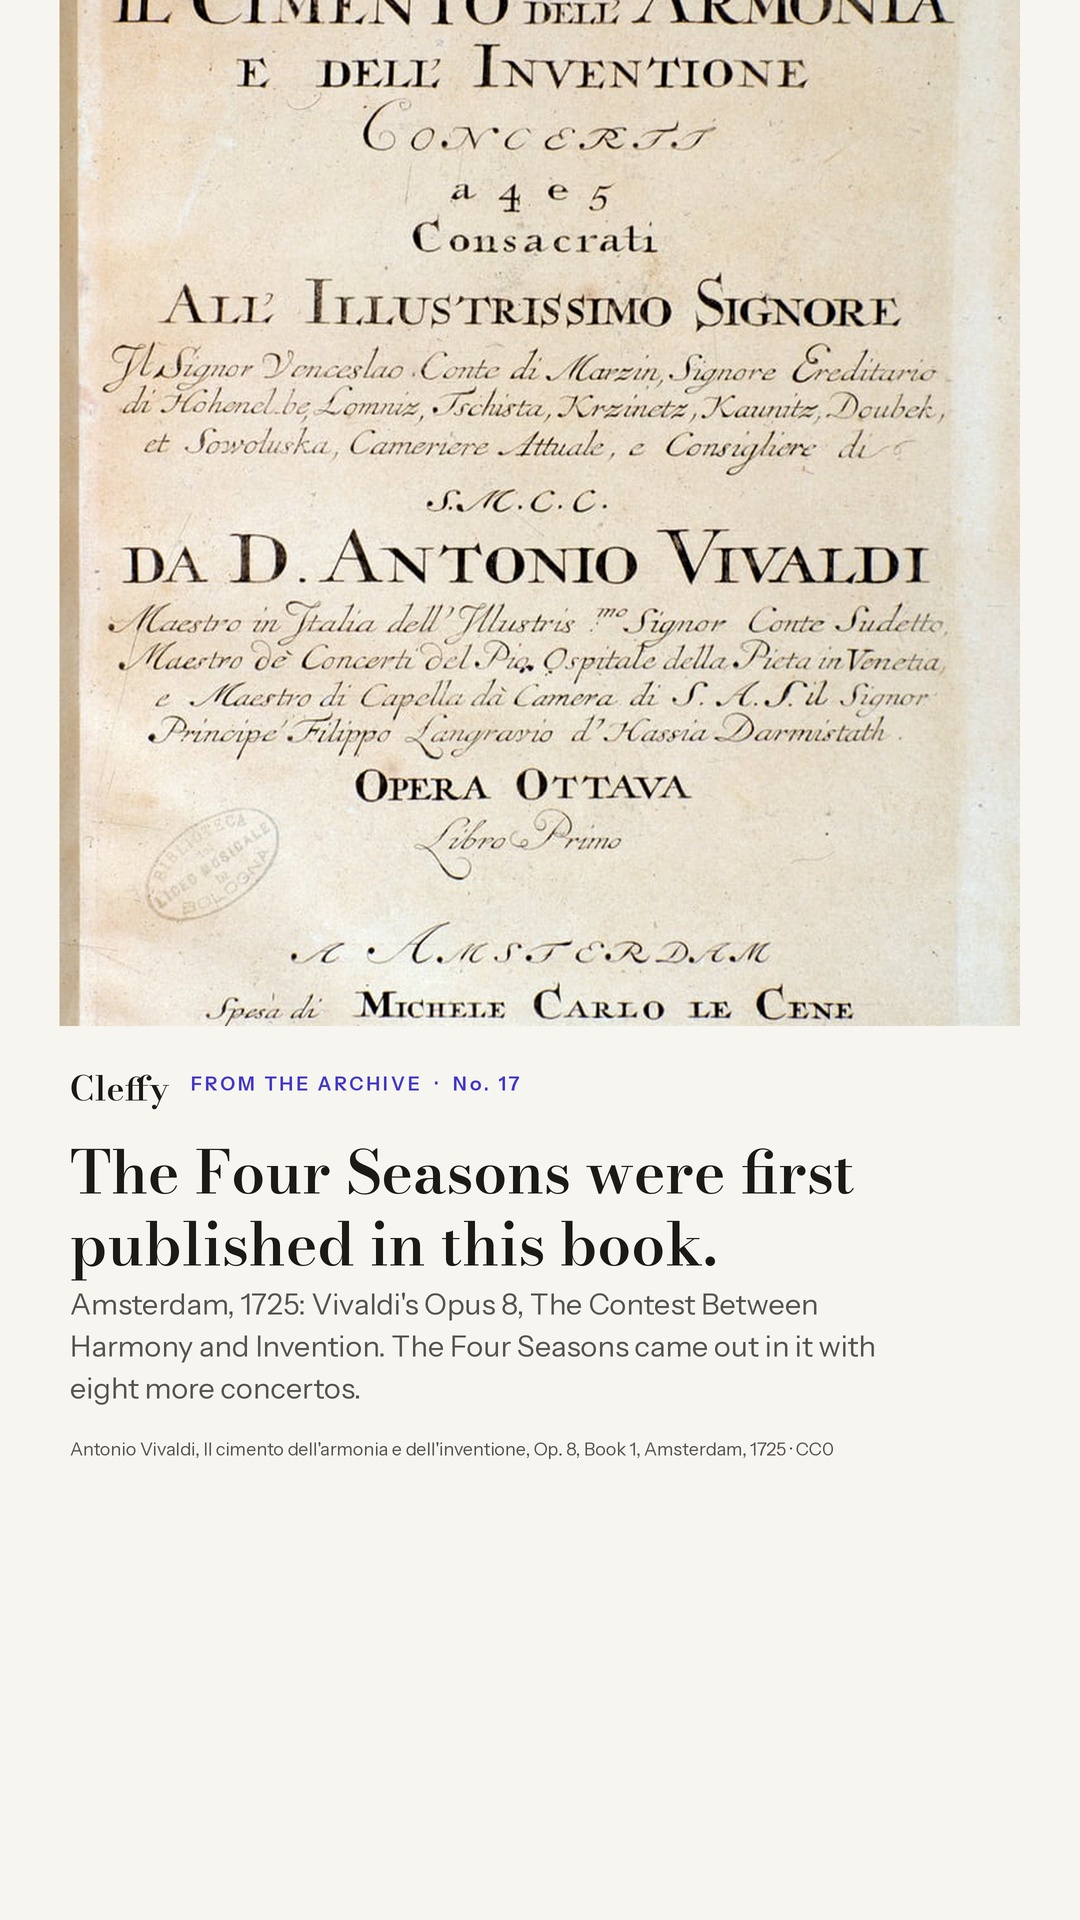 IL CIMENTO DELL' ARMONIA
E DELL' INVENTIONE
CONCERTI
a 4 e 5
Consacrati
ALL' ILLUSTRISSIMO SIGNORE
Il Signor Venceslao Conte di Marzin, Signore Ereditario
di Hohenelbe, Lomniz, Tschista, Krzinetz, Kaunitz, Doubek,
et Sowoluska, Cameriere Attuale, e Consigliere di
S.M.C.C.
DA D. ANTONIO VIVALDI
Maestro in Italia dell' Illustris.mo Signor Conte Sudetto,
Maestro dè Concerti del Pio Ospitale della Pieta in Venetia,
e Maestro di Capella dà Camera di S. A. S. il Signor
Principe Filippo Langravio d'Hassia Darmistath.
OPERA OTTAVA
Libro Primo
BIBLIOTECA
LICEO MUSICALE
DI
BOLOGNA
A AMSTERDAM
Spesa di MICHELE CARLO LE CENE
Cleffy FROM THE ARCHIVE · No. 17
The Four Seasons were first
published in this book.
Amsterdam, 1725: Vivaldi's Opus 8, The Contest Between
Harmony and Invention. The Four Seasons came out in it with
eight more concertos.
Antonio Vivaldi, Il cimento dell'armonia e dell'inventione, Op. 8, Book 1, Amsterdam, 1725 · CC0